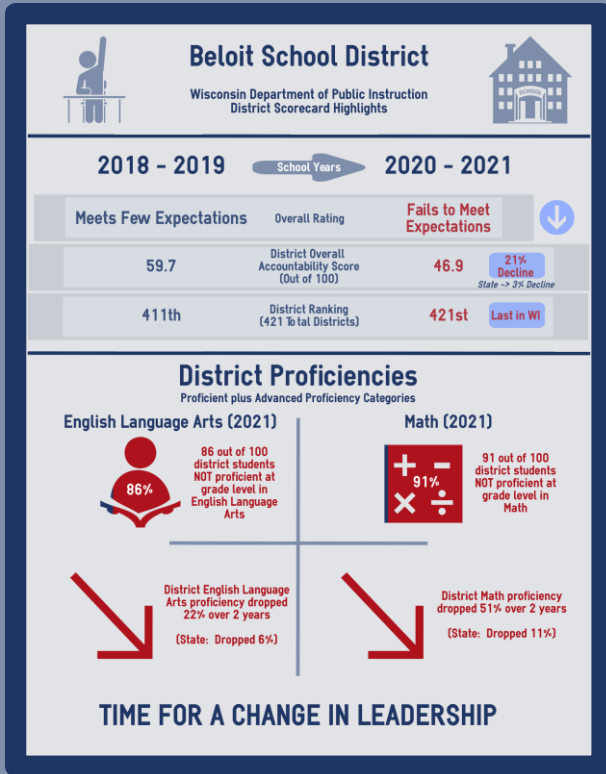 Beloit School District
Wisconsin Department of Public Instruction
District Scorecard Highlights
SCHOOL
2018 - 2019
School Years
2020 - 2021
Meets Few Expectations
Overall Rating
Fails to Meet
Expectations
59.7
District Overall
Accountability Score
(Out of 100)
46.9
21%
Decline
State -> 3% Decline
411th
District Ranking
(421 Total Districts)
421st
Last in WI
District Proficiencies
Proficient plus Advanced Proficiency Categories
English Language Arts (2021)
86%
86 out of 100
district students
NOT proficient at
grade level in
English Language
Arts
Math (2021)
+ -
91%
× ÷
91 out of 100
district students
NOT proficient at
grade level in
Math
District English Language
Arts proficiency dropped
22% over 2 years
(State: Dropped 6%)
District Math proficiency
dropped 51% over 2 years
(State: Dropped 11%)
TIME FOR A CHANGE IN LEADERSHIP